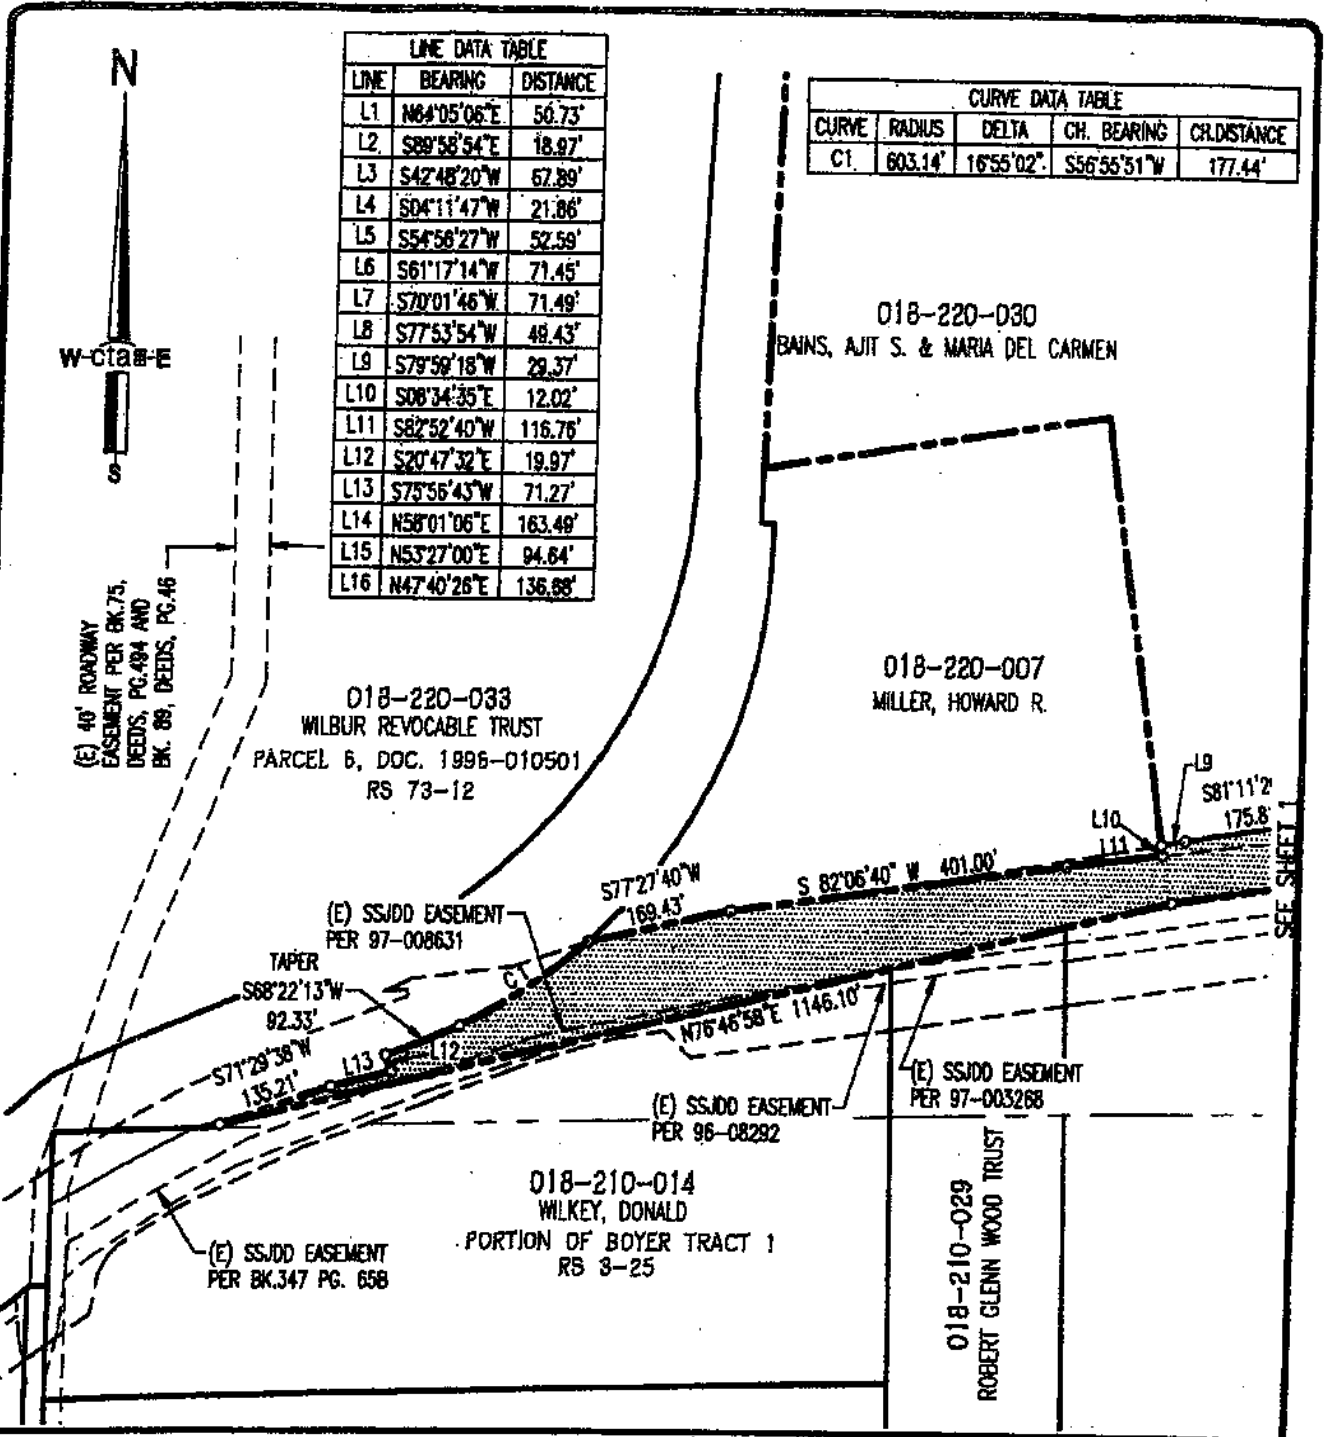 N
W-ctas-E
S
LINE DATA TABLE
LINE BEARING DISTANCE
L1 N64°05'06"E 50.73'
L2 S89°58'54"E 18.97'
L3 S42°48'20"W 67.89'
L4 S04°11'47"W 21.86'
L5 S54°56'27"W 52.59'
L6 S61°17'14"W 71.45'
L7 S70°01'46"W 71.49'
L8 S77°53'54"W 49.43'
L9 S79°59'18"W 29.37'
L10 S08°34'35"E 12.02'
L11 S82°52'40"W 116.76'
L12 S20°47'32"E 19.97'
L13 S75°56'43"W 71.27'
L14 N58°01'06"E 163.49'
L15 N53°27'00"E 94.64'
L16 N47°40'26"E 136.68'
CURVE DATA TABLE
CURVE RADIUS DELTA CH. BEARING CH.DISTANCE
C1 603.14' 16°55'02" S56°55'51"W 177.44'
018-220-030
BAINS, AJIT S. & MARIA DEL CARMEN
(E) 40' ROADWAY
EASEMENT PER BK.75,
DEEDS, PG.494 AND
BK. 89, DEEDS, PG.46
018-220-033
WILBUR REVOCABLE TRUST
PARCEL 6, DOC. 1996-010501
RS 73-12
018-220-007
MILLER, HOWARD R.
L9
S81°11'2
175.8'
L10
L11
SEE SHEET 1
S77°27'40"W
169.43'
S 82°06'40" W 401.00'
(E) SSJDD EASEMENT
PER 97-008631
C1
TAPER
S68°22'13"W
92.33'
L12
L13
S71°29'38"W
135.21'
N76°46'58"E 1146.10'
(E) SSJDD EASEMENT
PER 97-003268
(E) SSJDD EASEMENT
PER 96-08292
018-210-014
WILKEY, DONALD
PORTION OF BOYER TRACT 1
RS 3-25
(E) SSJDD EASEMENT
PER BK.347 PG. 658
018-210-029
ROBERT GLENN WOOD TRUST